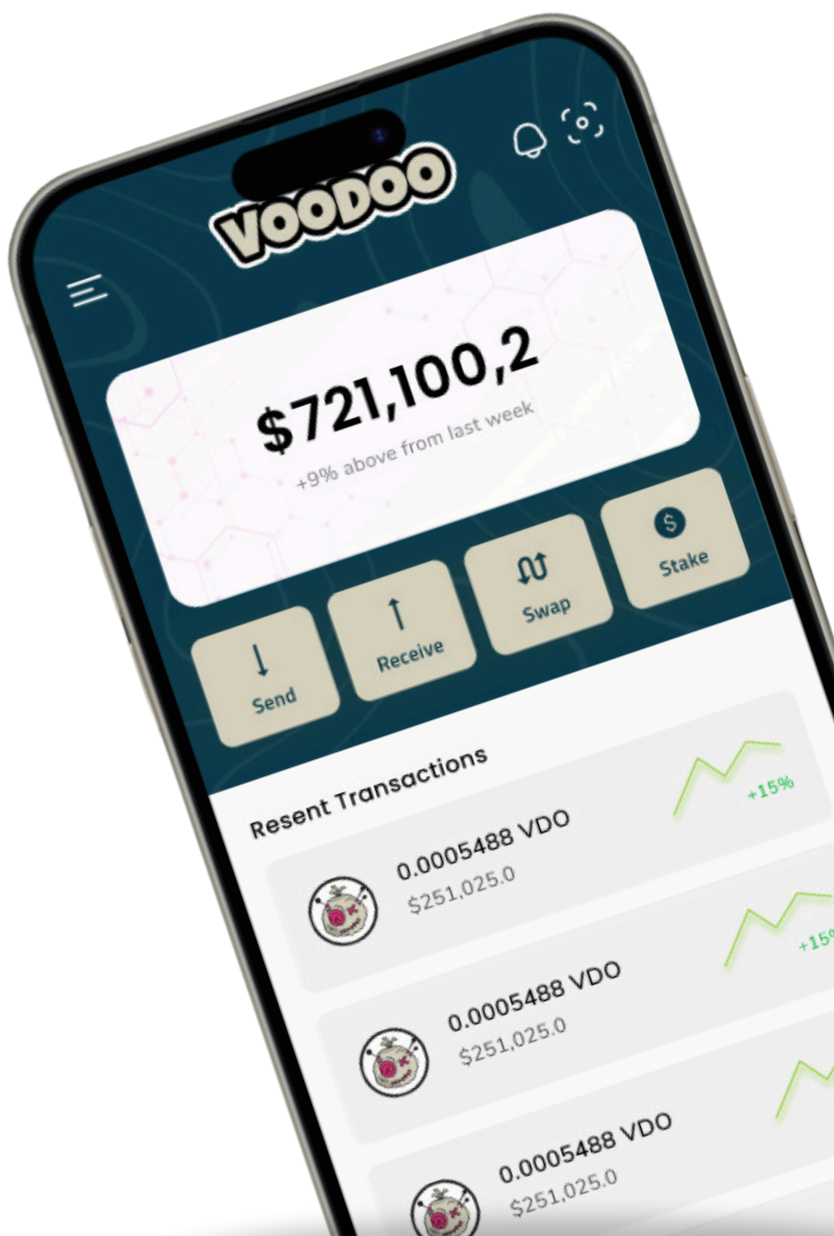 VOODOO
$721,100,2
+9% above from last week
Send
Receive
Swap
Stake
Resent Transactions
0.0005488 VDO
$251,025.0
+15%
0.0005488 VDO
$251,025.0
+15%
0.0005488 VDO
$251,025.0